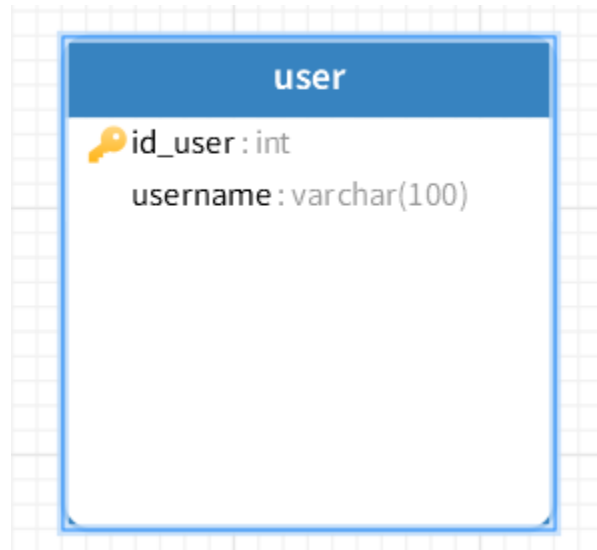 user
id_user : int
username : varchar(100)